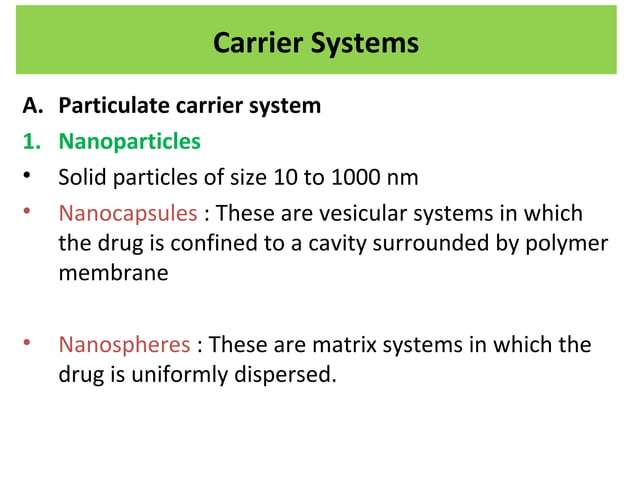 Carrier Systems
A. Particulate carrier system
1. Nanoparticles
• Solid particles of size 10 to 1000 nm
• Nanocapsules : These are vesicular systems in which
the drug is confined to a cavity surrounded by polymer
membrane
• Nanospheres : These are matrix systems in which the
drug is uniformly dispersed.